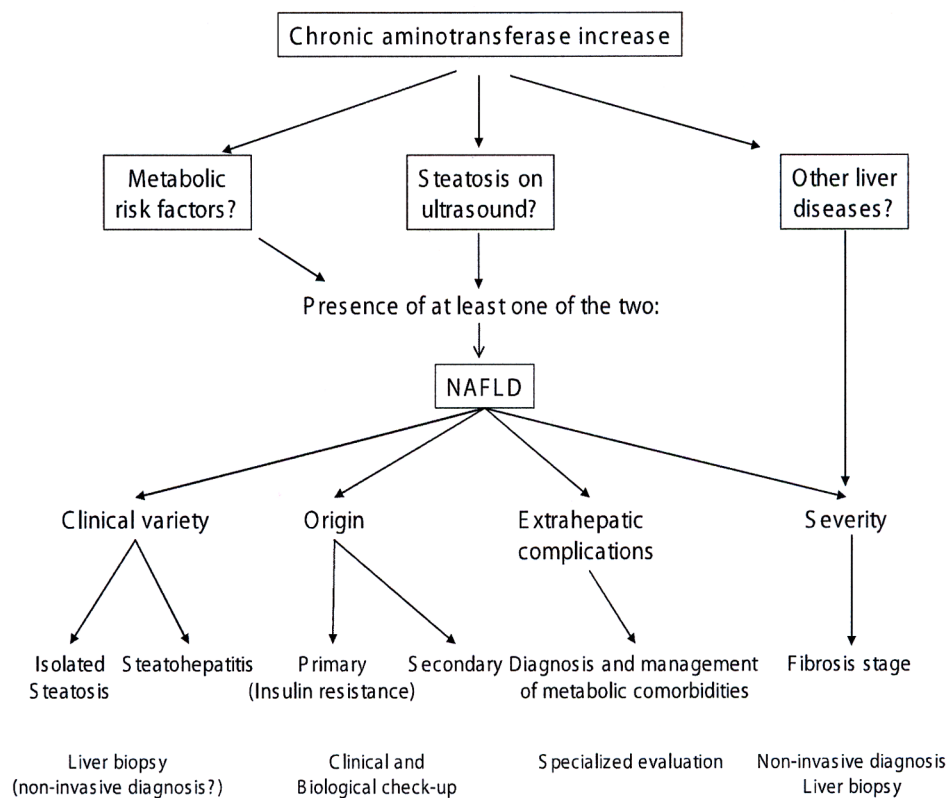 Chronic aminotransferase increase
Metabolic
risk factors?
Steatosis on
ultrasound?
Other liver
diseases?
Presence of at least one of the two:
NAFLD
Clinical variety
Origin
Extrahepatic
complications
Severity
Isolated
Steatosis
Steatohepatitis
Primary
(Insulin resistance)
Secondary
Diagnosis and management
of metabolic comorbidities
Fibrosis stage
Liver biopsy
(non-invasive diagnosis?)
Clinical and
Biological check-up
Specialized evaluation
Non-invasive diagnosis
Liver biopsy